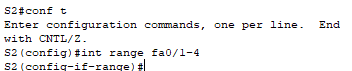 S2#conf t
Enter configuration commands, one per line.  End
with CNTL/Z.
S2(config)#int range fa0/1-4
S2(config-if-range)#